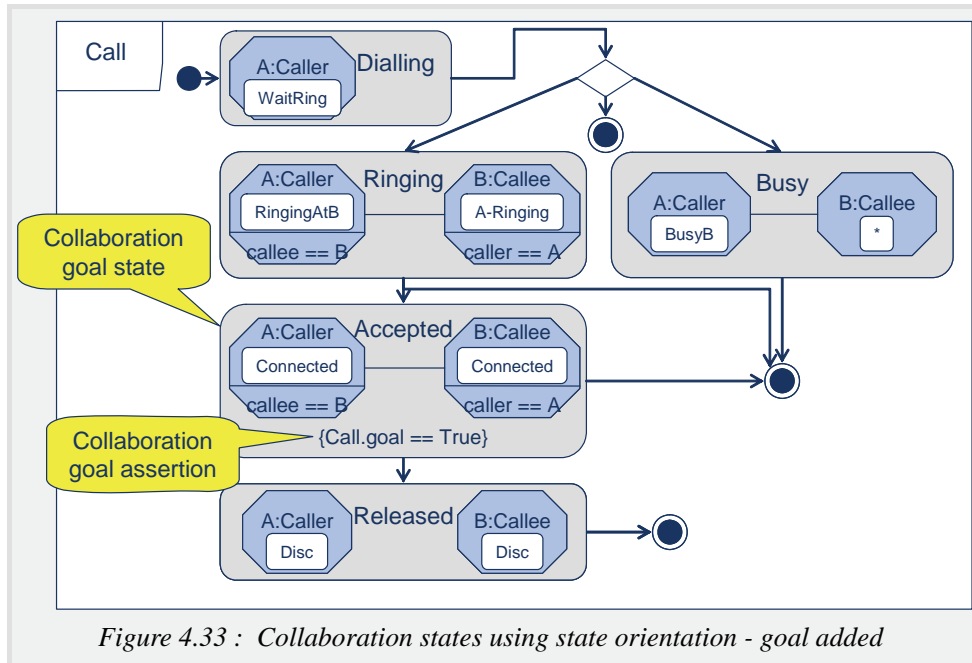 Call
A:Caller
Dialling
WaitRing
A:Caller
Ringing
B:Callee
RingingAtB
A-Ringing
callee == B
caller == A
A:Caller
Busy
B:Callee
BusyB
*
Collaboration
goal state
A:Caller
Accepted
B:Callee
Connected
Connected
callee == B
caller == A
{Call.goal == True}
Collaboration
goal assertion
A:Caller
Released
B:Callee
Disc
Disc
Figure 4.33 : Collaboration states using state orientation - goal added